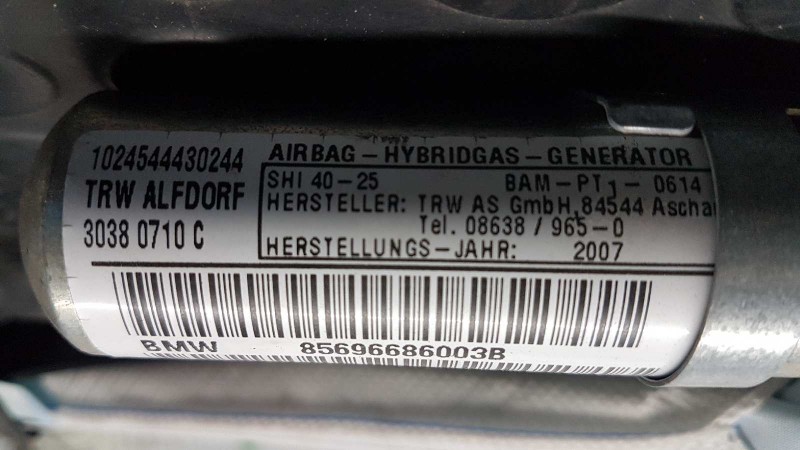 1024544430244
TRW ALFDORF
3038 0710 C
AIRBAG-HYBRIDGAS-GENERATOR
SHI 40-25 BAM-PT1-0614
HERSTELLER: TRW AS GmbH,84544 Ascha
Tel. 08638 / 965-0
HERSTELLUNGS-JAHR: 2007
BMW 85696686003B